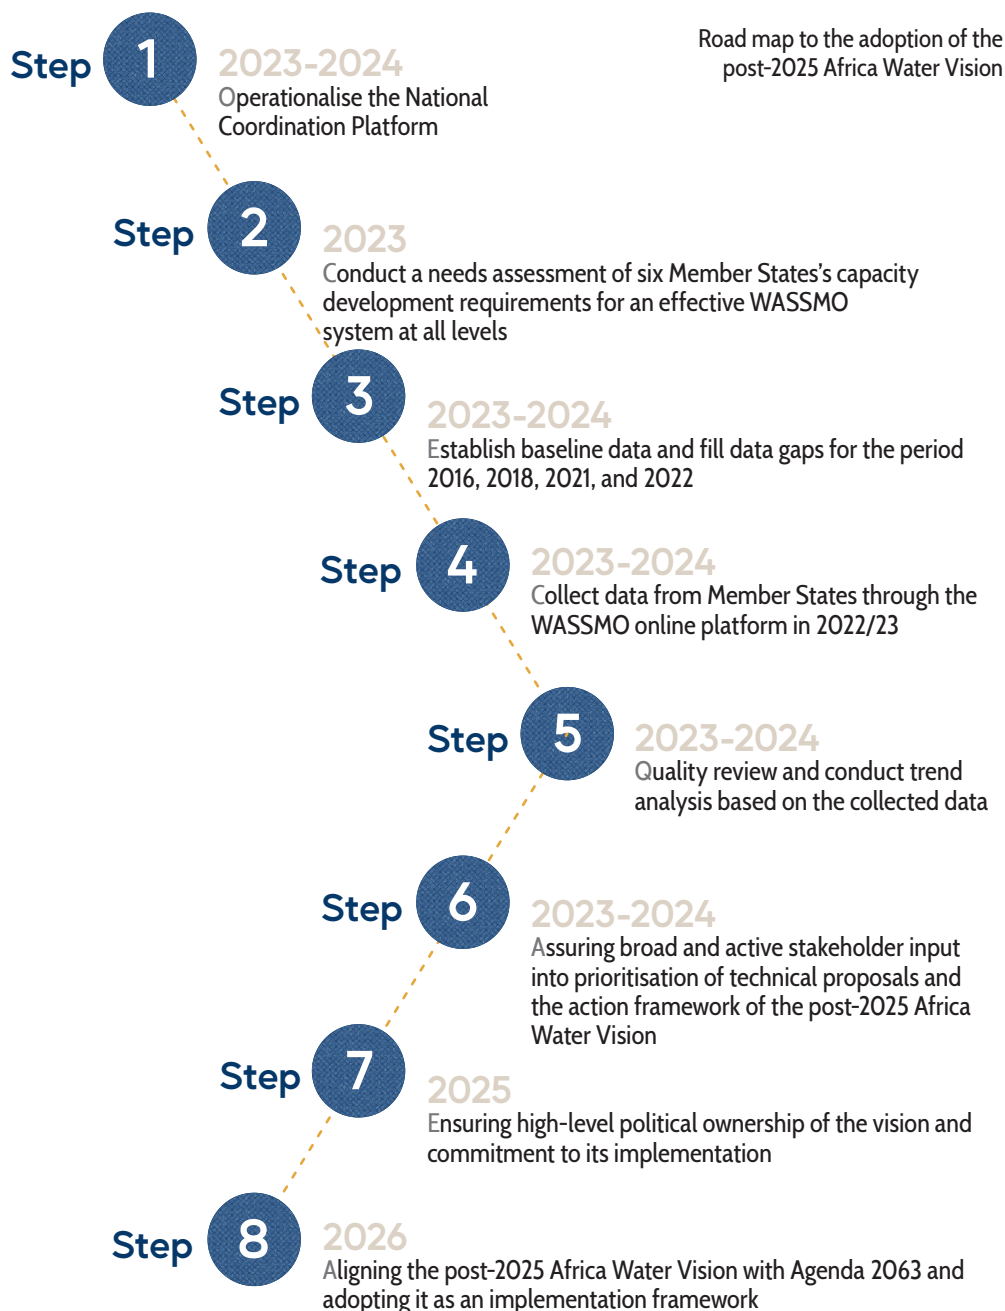 Road map to the adoption of the
post-2025 Africa Water Vision
Step 1
2023-2024
Operationalise the National
Coordination Platform
Step 2
2023
Conduct a needs assessment of six Member States's capacity
development requirements for an effective WASSMO
system at all levels
Step 3
2023-2024
Establish baseline data and fill data gaps for the period
2016, 2018, 2021, and 2022
Step 4
2023-2024
Collect data from Member States through the
WASSMO online platform in 2022/23
Step 5
2023-2024
Quality review and conduct trend
analysis based on the collected data
Step 6
2023-2024
Assuring broad and active stakeholder input
into prioritisation of technical proposals and
the action framework of the post-2025 Africa
Water Vision
Step 7
2025
Ensuring high-level political ownership of the vision and
commitment to its implementation
Step 8
2026
Aligning the post-2025 Africa Water Vision with Agenda 2063 and
adopting it as an implementation framework